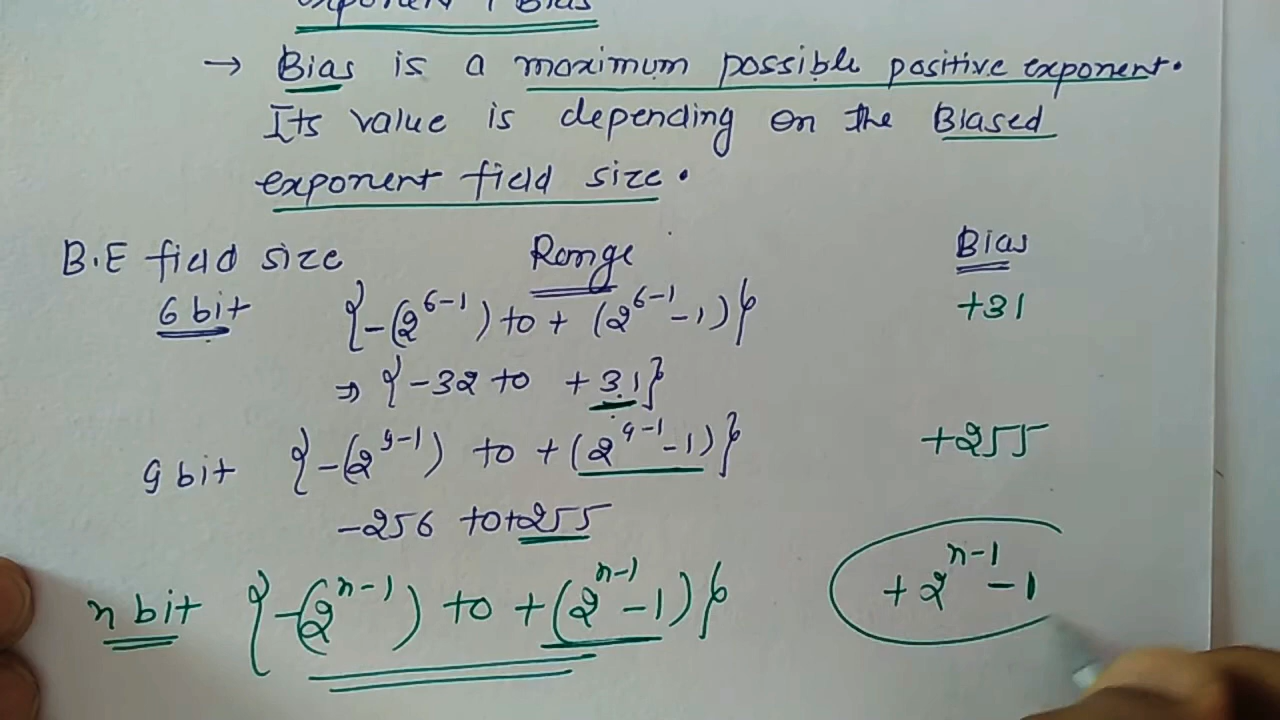 → Bias is a maximum possible positive exponent.
Its value is depending on the Biased
exponent field size.
B.E field size Range Bias
6 bit {-(2^6-1) to + (2^6-1 -1)} +31
⇒ {-32 to +31}
9 bit {-(2^9-1) to +(2^9-1 -1)} +255
-256 to +255
n bit {-(2^n-1) to +(2^n-1 -1)} +2^n-1 -1